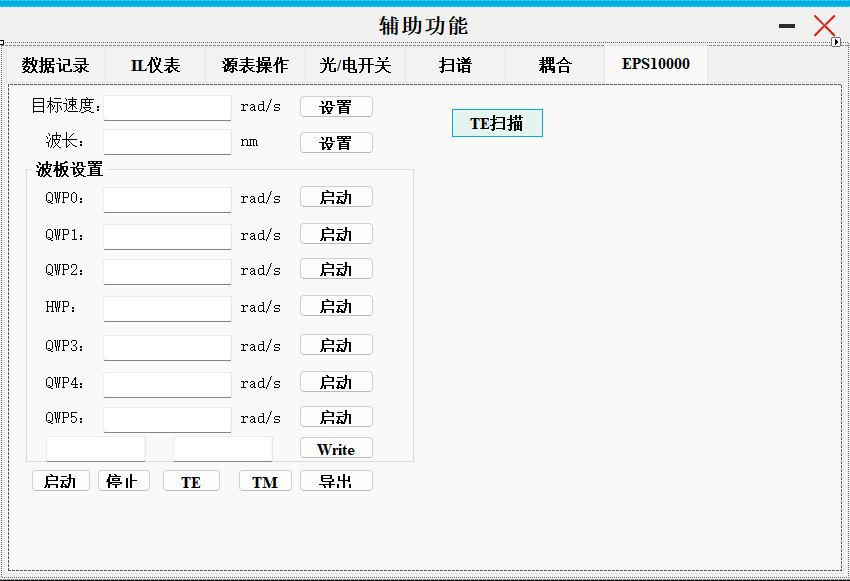 辅助功能
数据记录 IL仪表 源表操作 光/电开关 扫谱 耦合 EPS10000
目标速度: rad/s 设置 TE扫描
波长: nm 设置
波板设置
QWP0: rad/s 启动
QWP1: rad/s 启动
QWP2: rad/s 启动
HWP: rad/s 启动
QWP3: rad/s 启动
QWP4: rad/s 启动
QWP5: rad/s 启动
Write
启动 停止 TE TM 导出